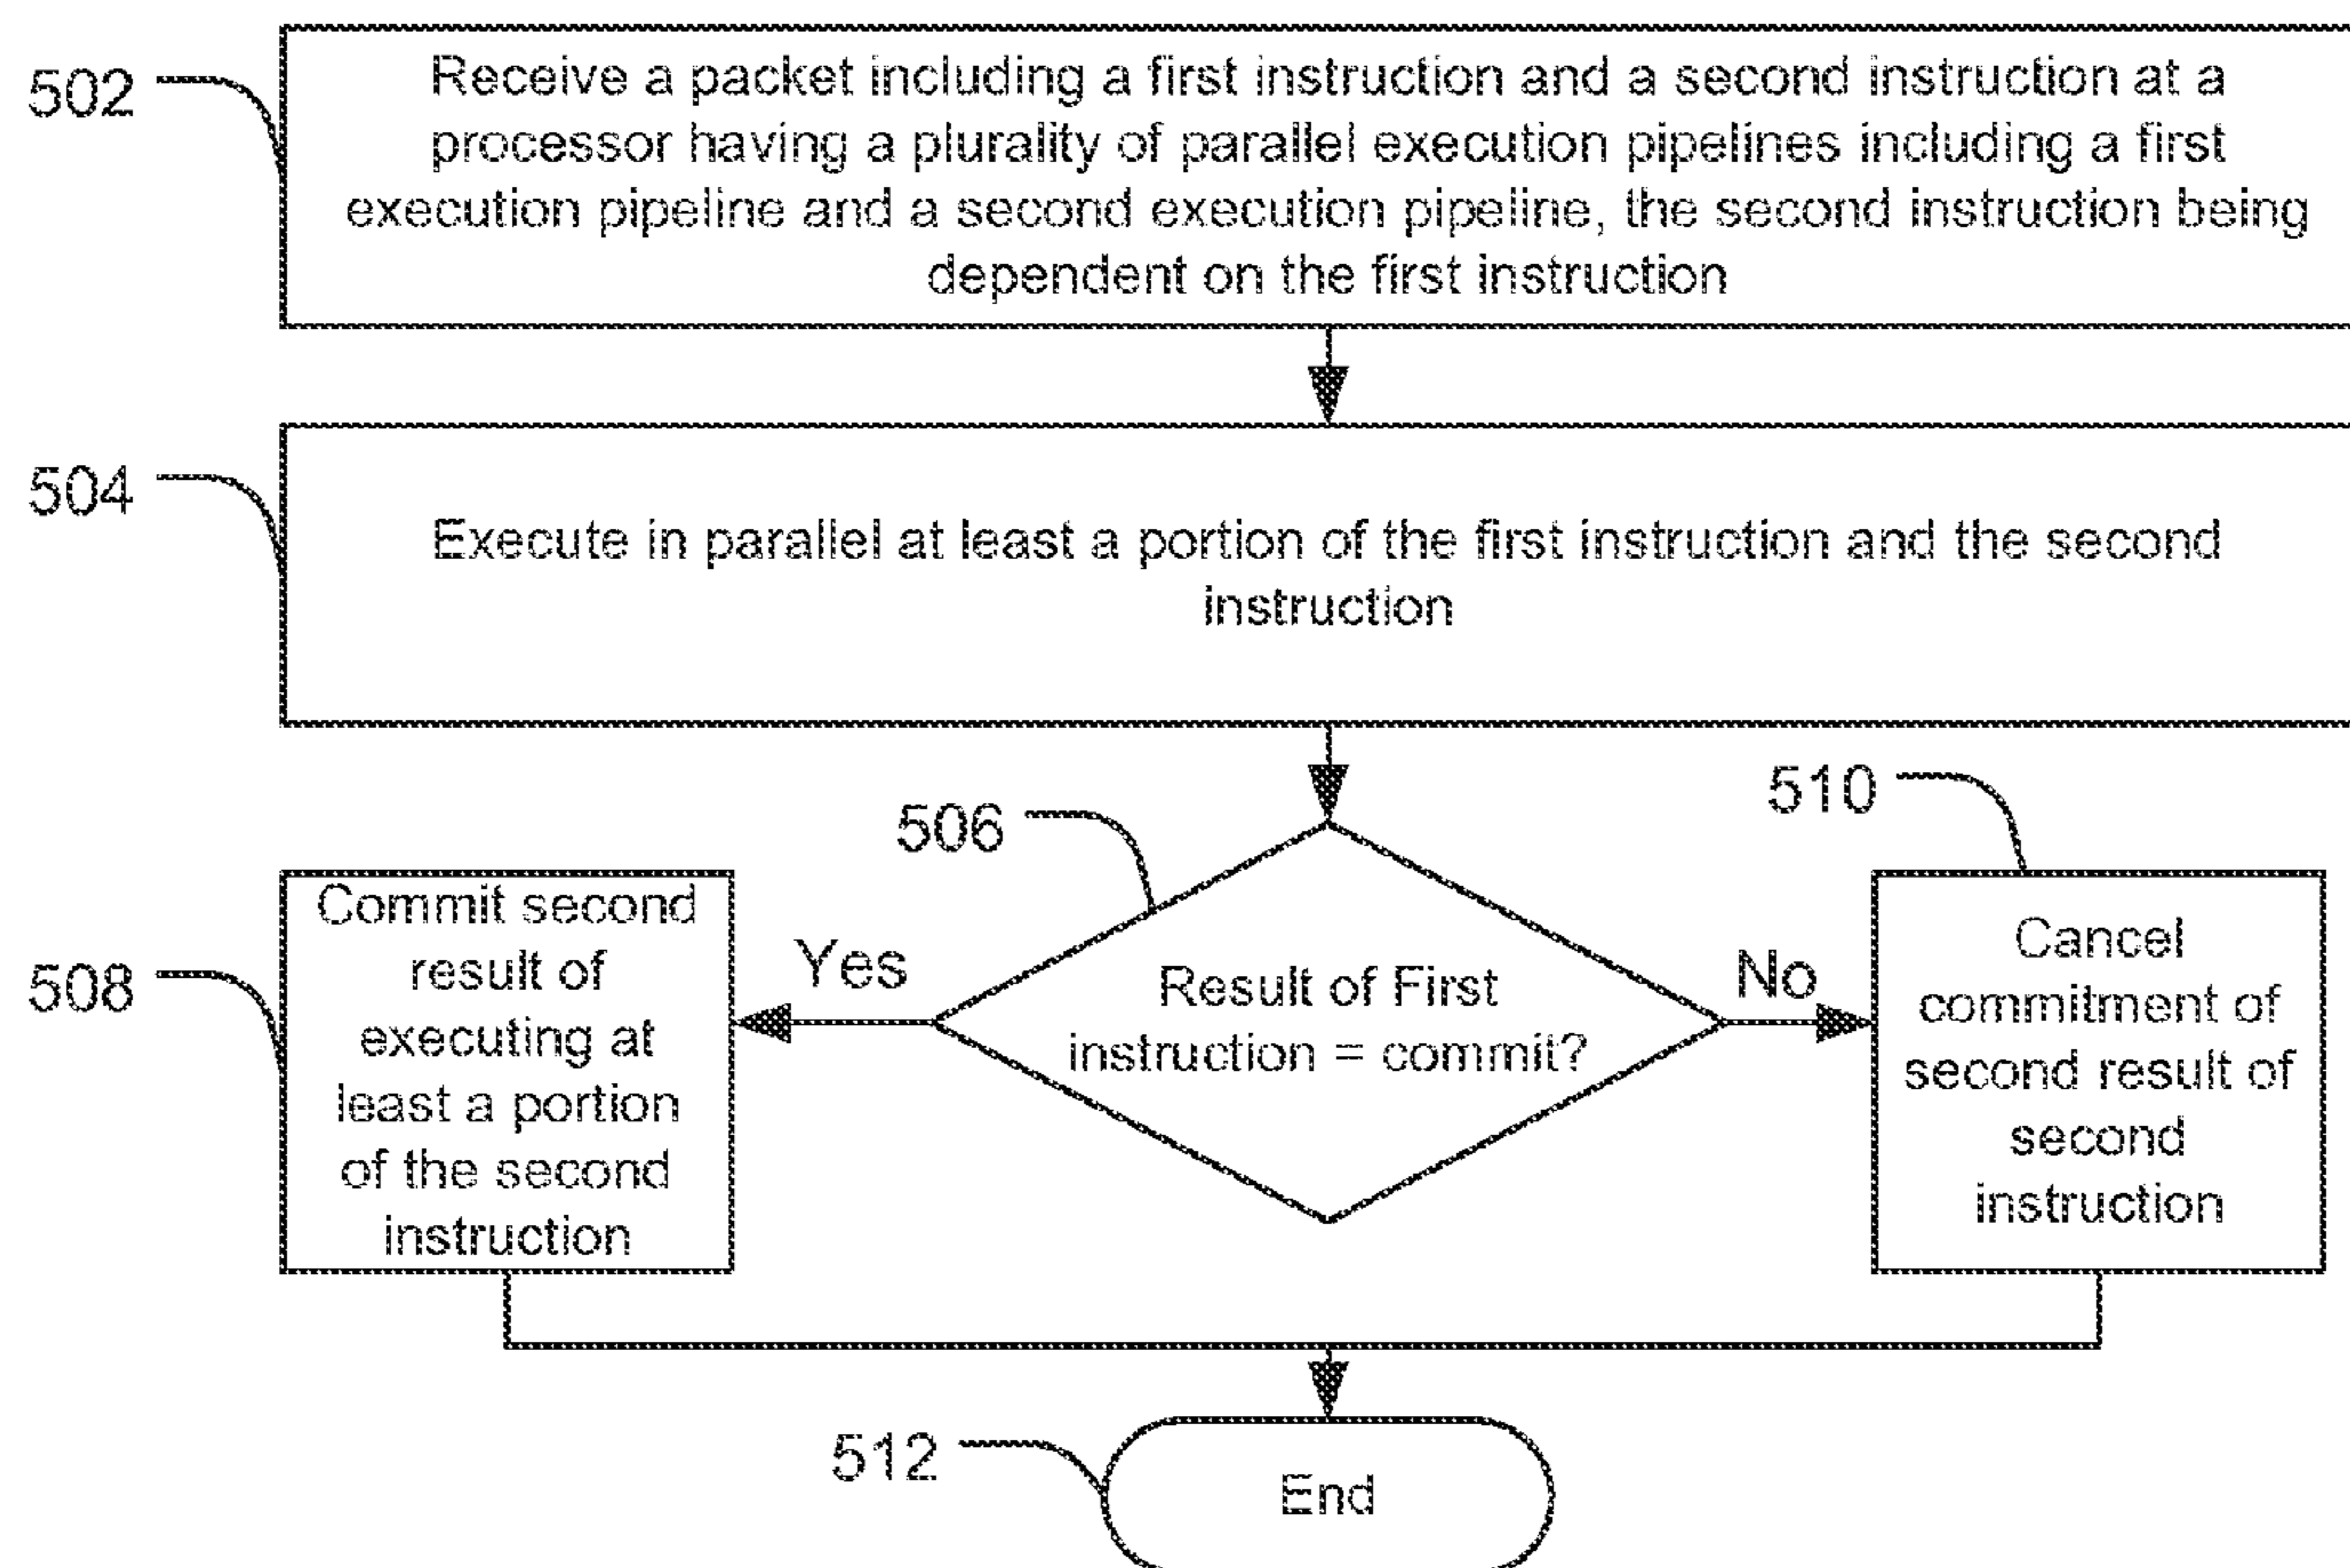 502
Receive a packet including a first instruction and a second instruction at a
processor having a plurality of parallel execution pipelines including a first
execution pipeline and a second execution pipeline, the second instruction being
dependent on the first instruction
504
Execute in parallel at least a portion of the first instruction and the second
instruction
506
Result of First
instruction = commit?
Yes
508
Commit second
result of
executing at
least a portion
of the second
instruction
No
510
Cancel
commitment of
second result of
second
instruction
512
End